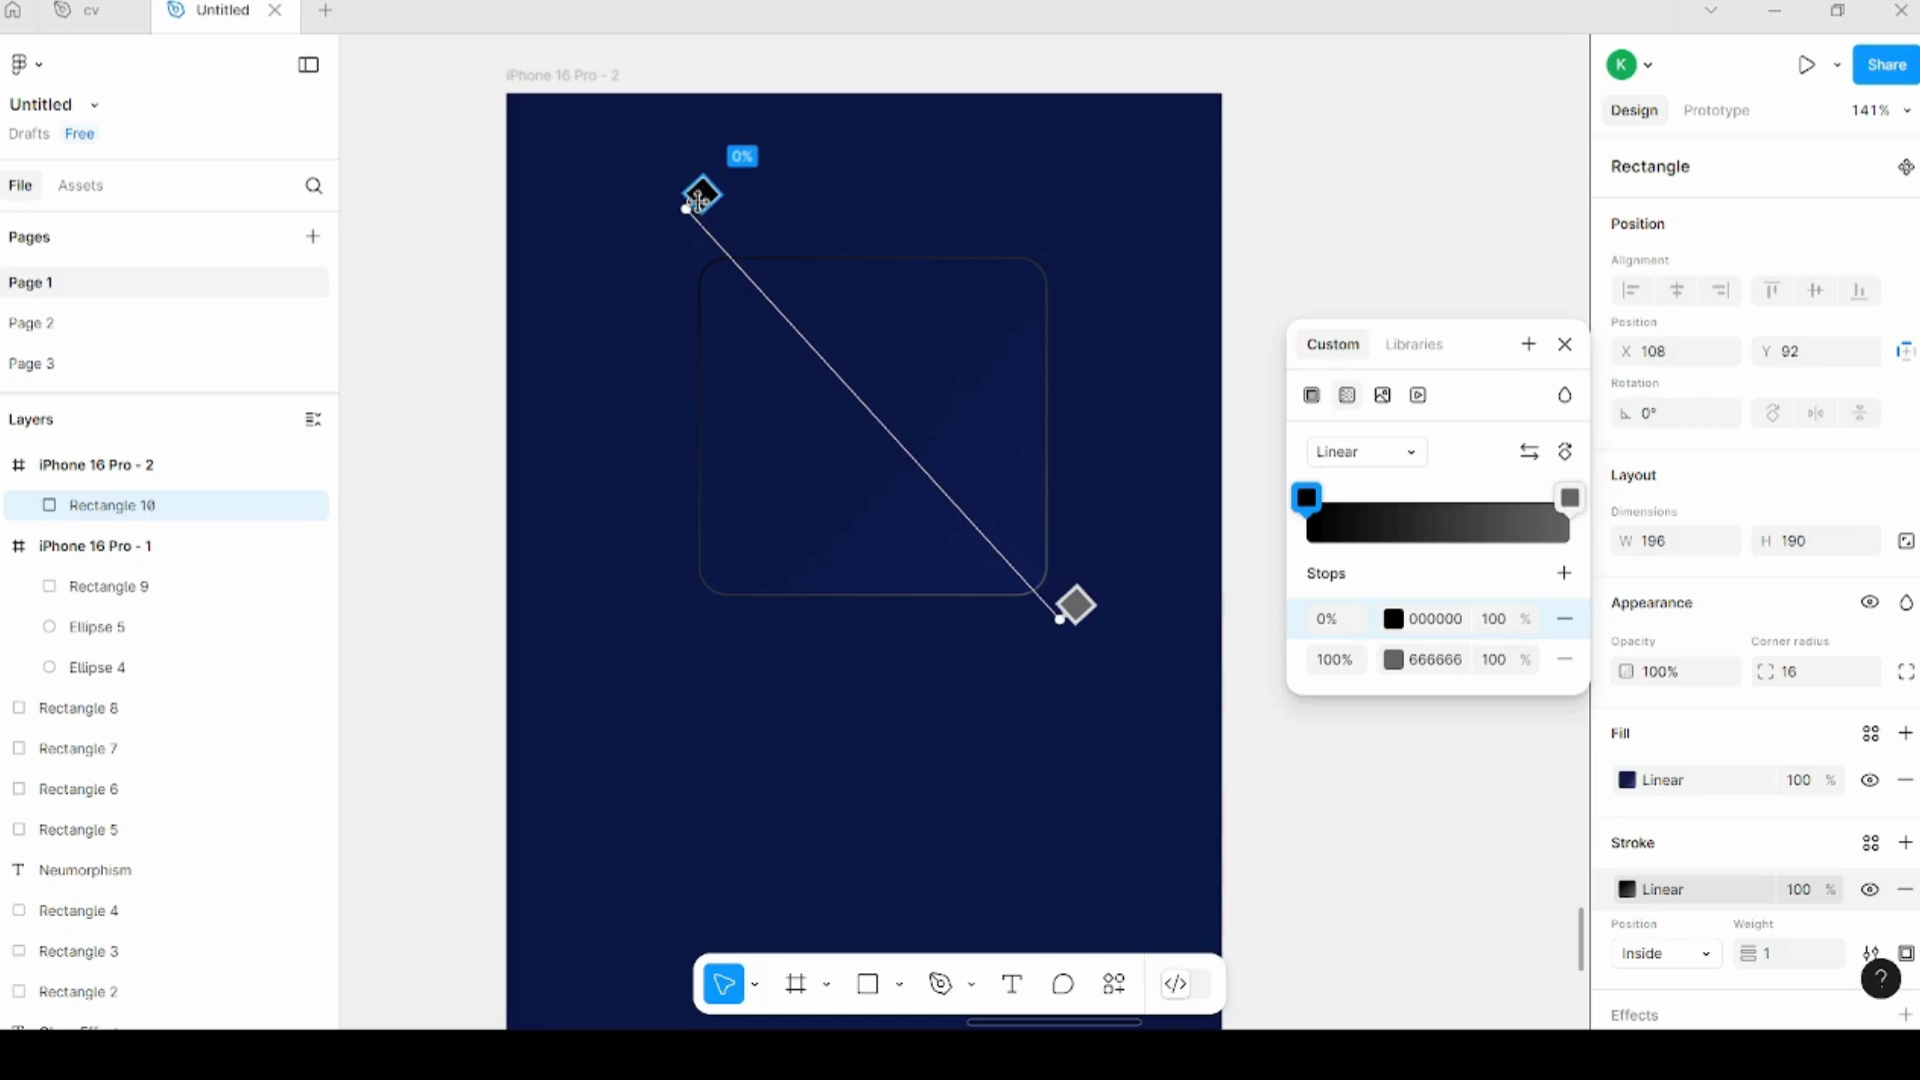 cv
Untitled
iPhone 16 Pro - 2
K
Share
Untitled
Drafts
Free
Design
Prototype
141%
0%
Rectangle
File
Assets
Position
Pages
Alignment
Page 1
Page 2
Position
X 108
Y 92
Custom
Libraries
Page 3
Rotation
0°
Layers
Linear
iPhone 16 Pro - 2
Layout
Rectangle 10
Dimensions
W 196
H 190
iPhone 16 Pro - 1
Stops
Rectangle 9
Appearance
0%
000000
100 %
Ellipse 5
Opacity
Corner radius
100%
666666
100 %
Ellipse 4
100%
16
Rectangle 8
Fill
Rectangle 7
Linear
100 %
Rectangle 6
Rectangle 5
Stroke
Neumorphism
Linear
100 %
Rectangle 4
Position
Weight
Rectangle 3
Inside
1
Rectangle 2
?
Effects